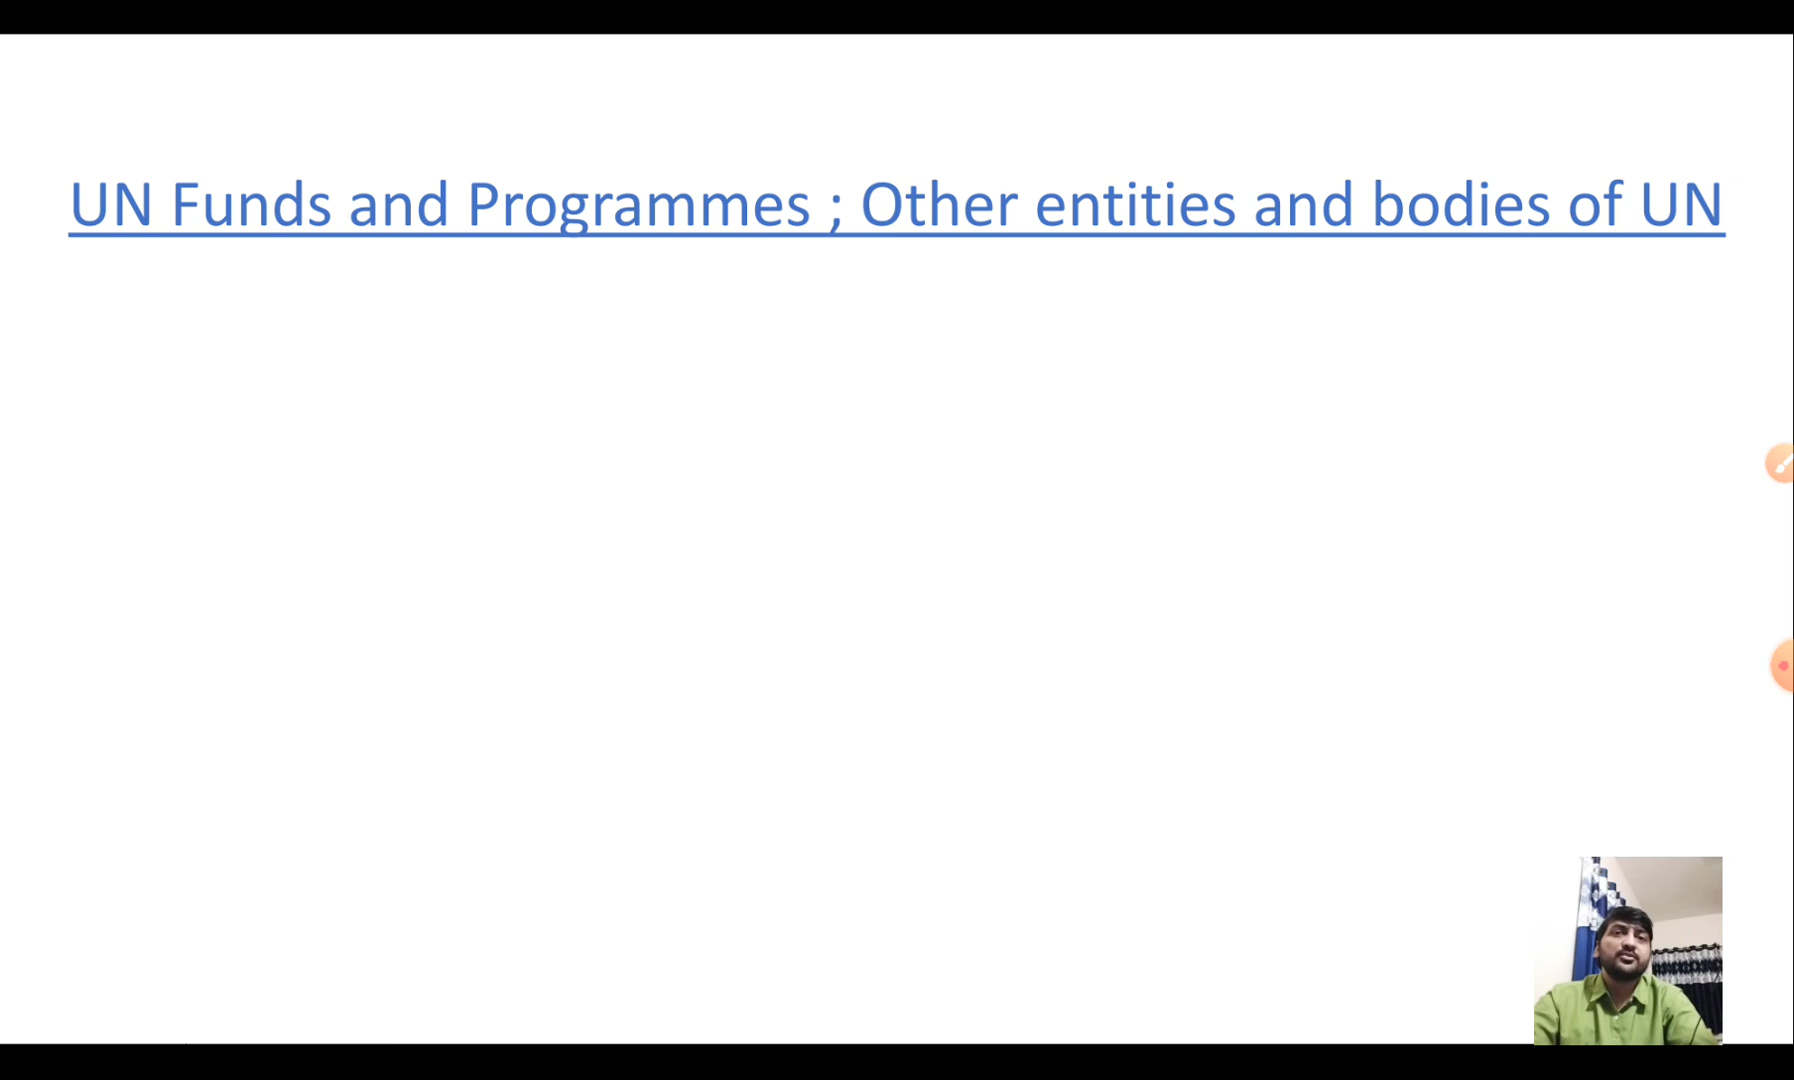 UN Funds and Programmes ; Other entities and bodies of UN